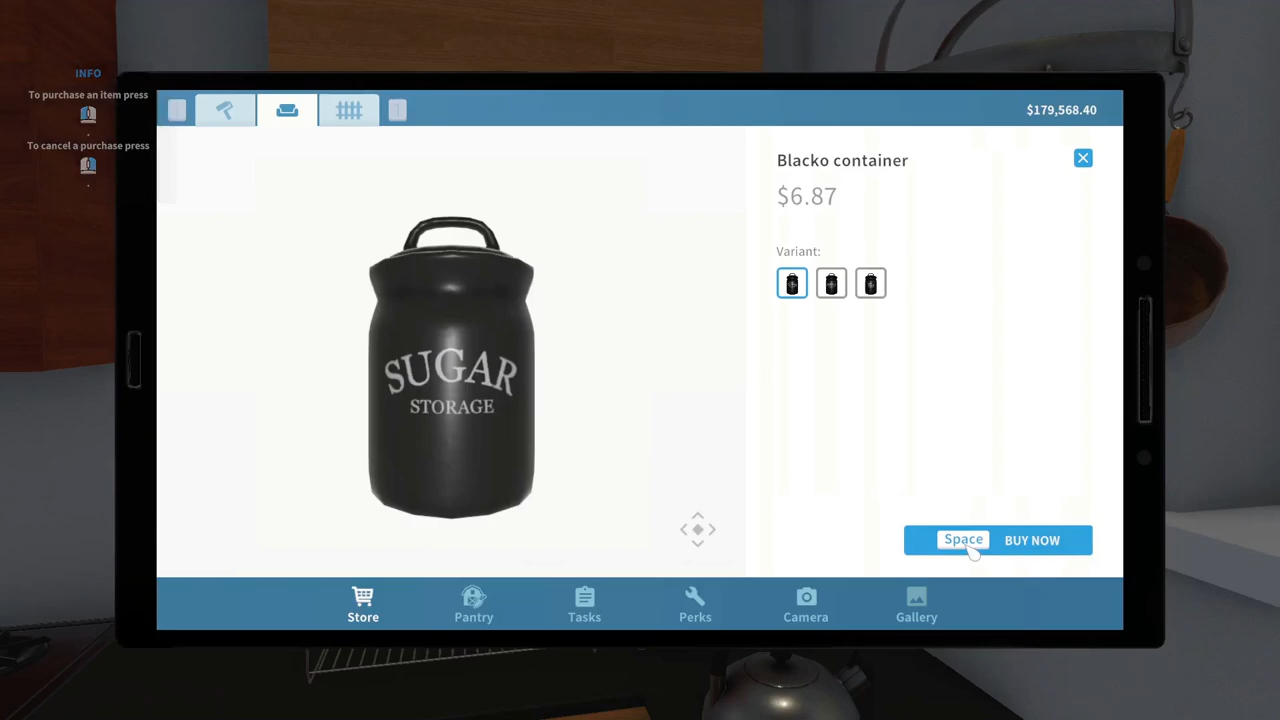 INFO
To purchase an item press
.
To cancel a purchase press
.
$179,568.40
Blacko container
$6.87
Variant:
SUGAR
STORAGE
Space BUY NOW
Store Pantry Tasks Perks Camera Gallery